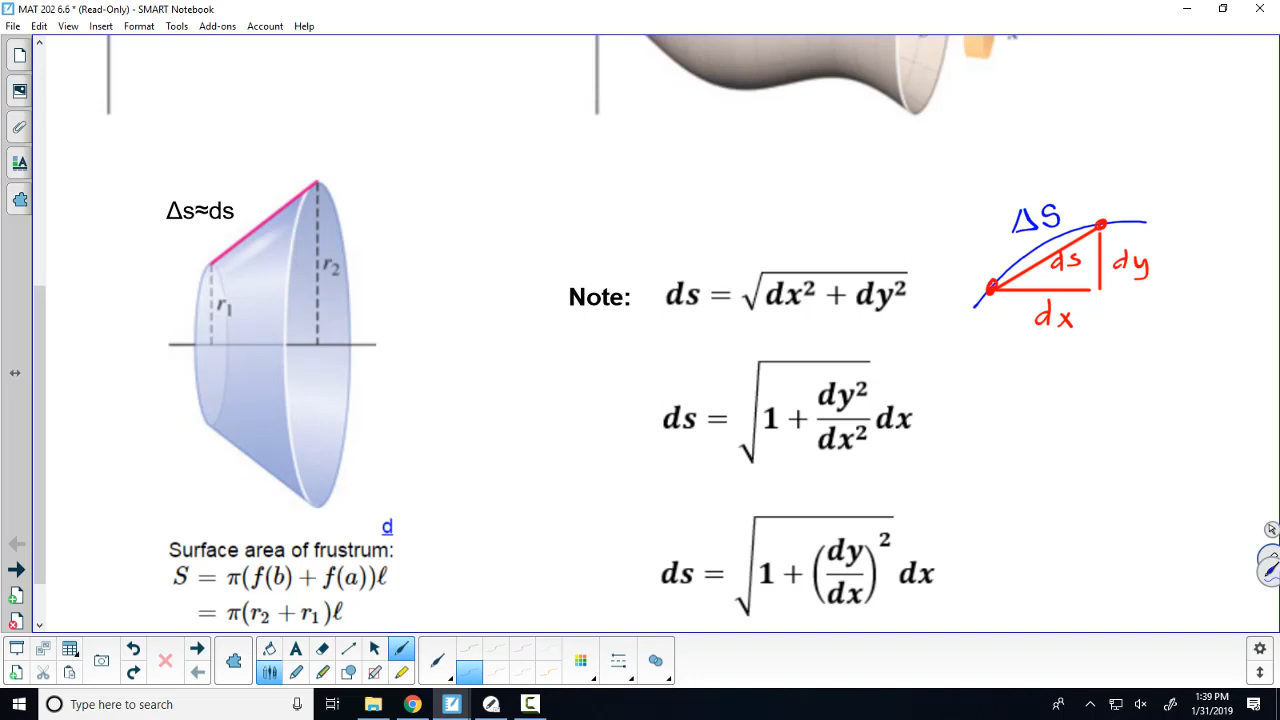 MAT 202 6.6 * (Read-Only) - SMART Notebook
File Edit View Insert Format Tools Add-ons Help
Δs≈ds
r₂
r₁
d
Surface area of frustrum:
S = π(f(b) + f(a))ℓ
= π(r₂ + r₁)ℓ
Note: ds = √(dx² + dy²)
ds = √(1 + dy²/dx²) dx
ds = √(1 + (dy/dx)²) dx
ΔS
ds
dy
dx
Type here to search
1:39 PM
1/31/2019